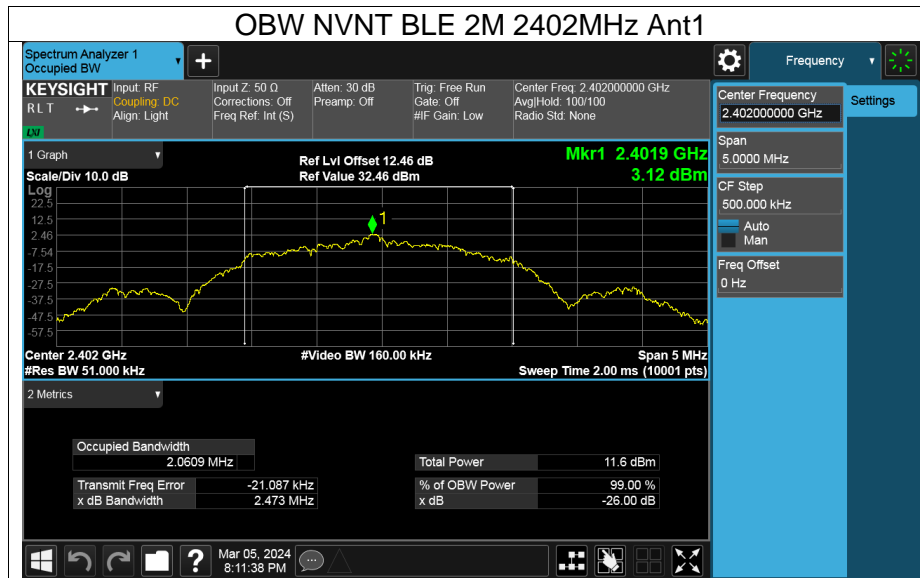 OBW NVNT BLE 2M 2402MHz Ant1
Spectrum Analyzer 1
Occupied BW
+
Frequency
KEYSIGHT
R L T
LXI
Input: RF
Coupling: DC
Align: Light
Input Z: 50 Ω
Corrections: Off
Freq Ref: Int (S)
Atten: 30 dB
Preamp: Off
Trig: Free Run
Gate: Off
#IF Gain: Low
Center Freq: 2.402000000 GHz
Avg|Hold: 100/100
Radio Std: None
Center Frequency
2.402000000 GHz
Settings
Span
5.0000 MHz
CF Step
500.000 kHz
Auto
Man
Freq Offset
0 Hz
1 Graph
Scale/Div 10.0 dB
Ref Lvl Offset 12.46 dB
Ref Value 32.46 dBm
Mkr1 2.4019 GHz
3.12 dBm
Log
22.5
12.5
2.46
-7.54
-17.5
-27.5
-37.5
-47.5
-57.5
1
Center 2.402 GHz
#Video BW 160.00 kHz
Span 5 MHz
#Res BW 51.000 kHz
Sweep Time 2.00 ms (10001 pts)
2 Metrics
Occupied Bandwidth
2.0609 MHz
Total Power 11.6 dBm
Transmit Freq Error -21.087 kHz
% of OBW Power 99.00 %
x dB Bandwidth 2.473 MHz
x dB -26.00 dB
?
Mar 05, 2024
8:11:38 PM